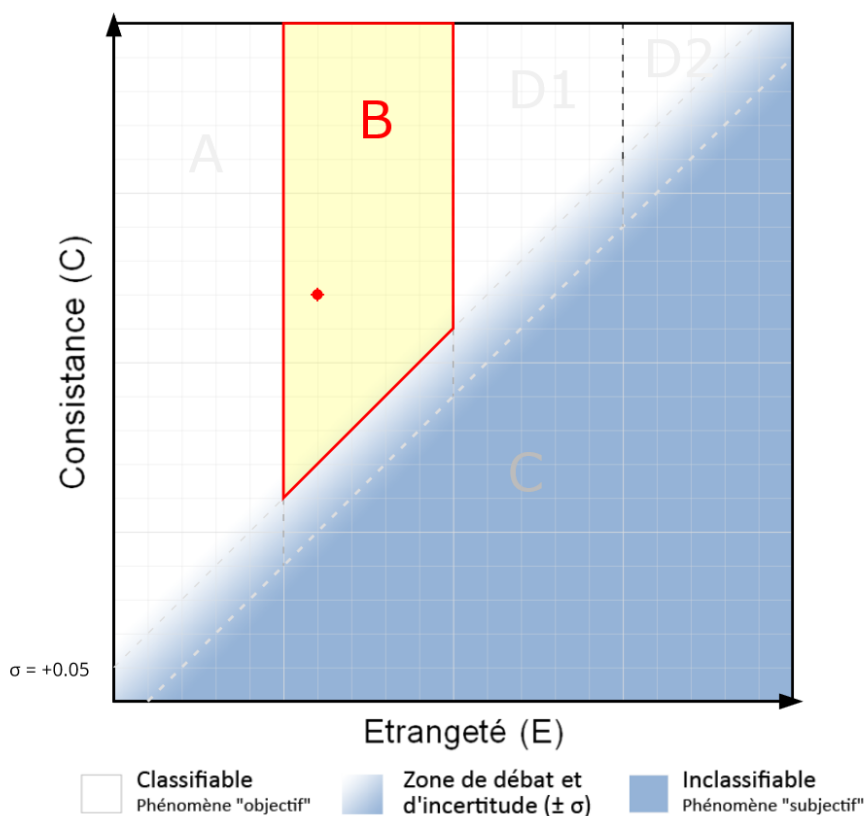 D2
D1
B
A
Consistance (C)
C
σ = +0.05
Etrangeté (E)
Classifiable
Phénomène "objectif"
Zone de débat et
d'incertitude (± σ)
Inclassifiable
Phénomène "subjectif"